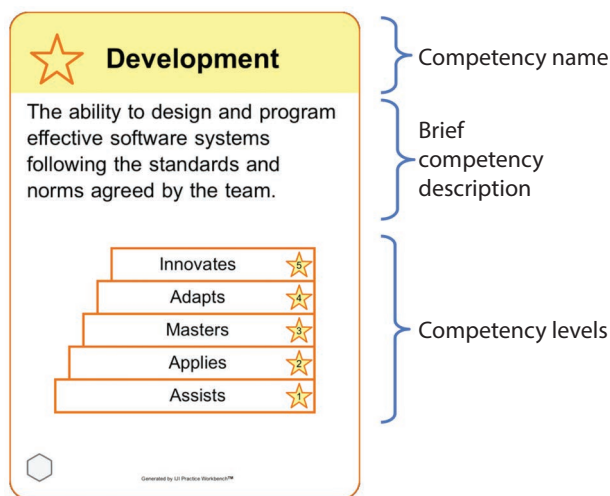 Development
The ability to design and program
effective software systems
following the standards and
norms agreed by the team.
Innovates 5
Adapts 4
Masters 3
Applies 2
Assists 1
Generated by IJI Practice Workbench™
Competency name
Brief
competency
description
Competency levels